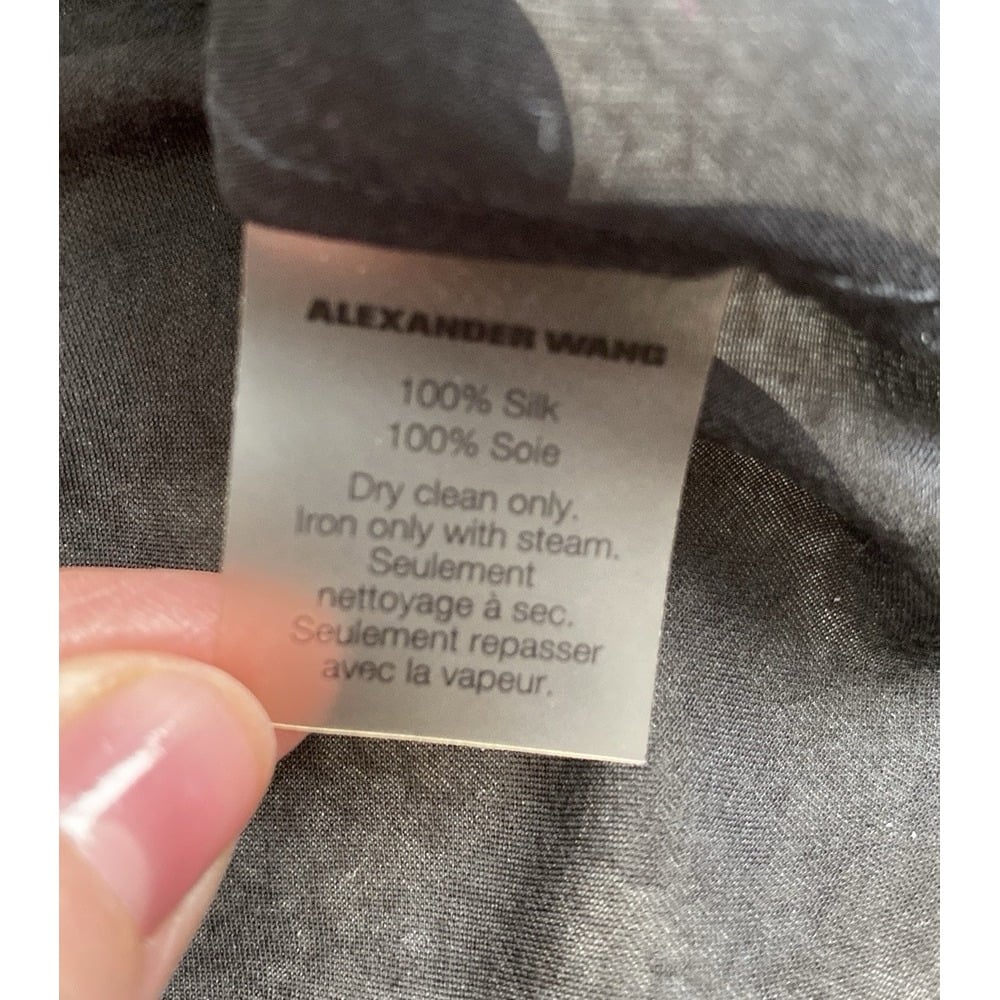 ALEXANDER WANG
100% Silk
100% Soie
Dry clean only.
Iron only with steam.
Seulement
nettoyage à sec.
Seulement repasser
avec la vapeur.